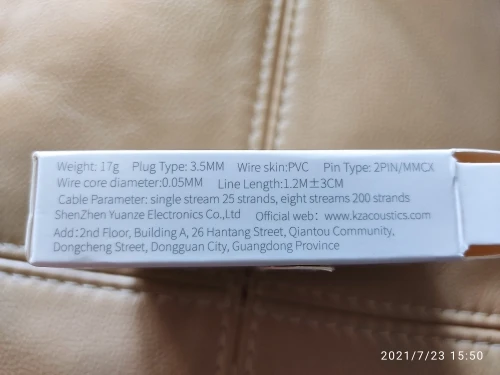 Weight: 17g Plug Type: 3.5MM Wire skin:PVC Pin Type: 2PIN/MMCX
Wire core diameter:0.05MM Line Length:1.2M±3CM
Cable Parameter: single stream 25 strands, eight streams 200 strands
ShenZhen Yuanze Electronics Co.,Ltd Official web: www.kzacoustics.com
Add:2nd Floor, Building A, 26 Hantang Street, Qiantou Community,
Dongcheng Street, Dongguan City, Guangdong Province
2021/7/23 15:50